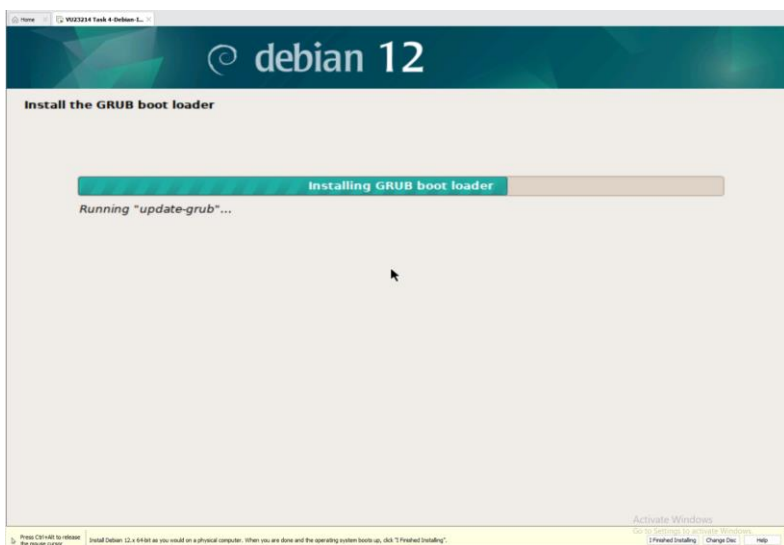 Home
VU23214 Task 4-Debian-1...
debian 12
Install the GRUB boot loader
Installing GRUB boot loader
Running "update-grub"...
Activate Windows
Go to Settings to activate Windows.
Press Ctrl+Alt to release
the mouse cursor
Install Debian 12.x 64-bit as you would on a physical computer. When you are done and the operating system boots up, click "I Finished Installing".
I Finished Installing
Change Disc
Help